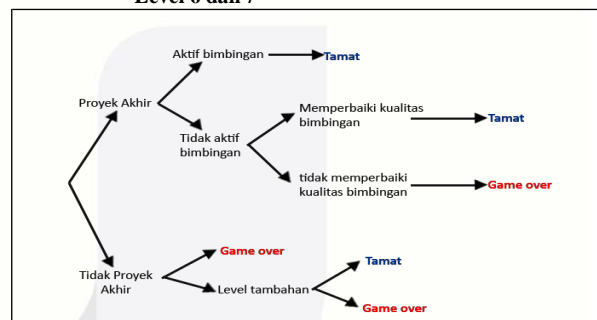 Level 6 dan 7
Aktif bimbingan
Tamat
Proyek Akhir
Memperbaiki kualitas
bimbingan
Tamat
Tidak aktif
bimbingan
tidak memperbaiki
kualitas bimbingan
Game over
Game over
Tidak Proyek
Akhir
Level tambahan
Tamat
Game over